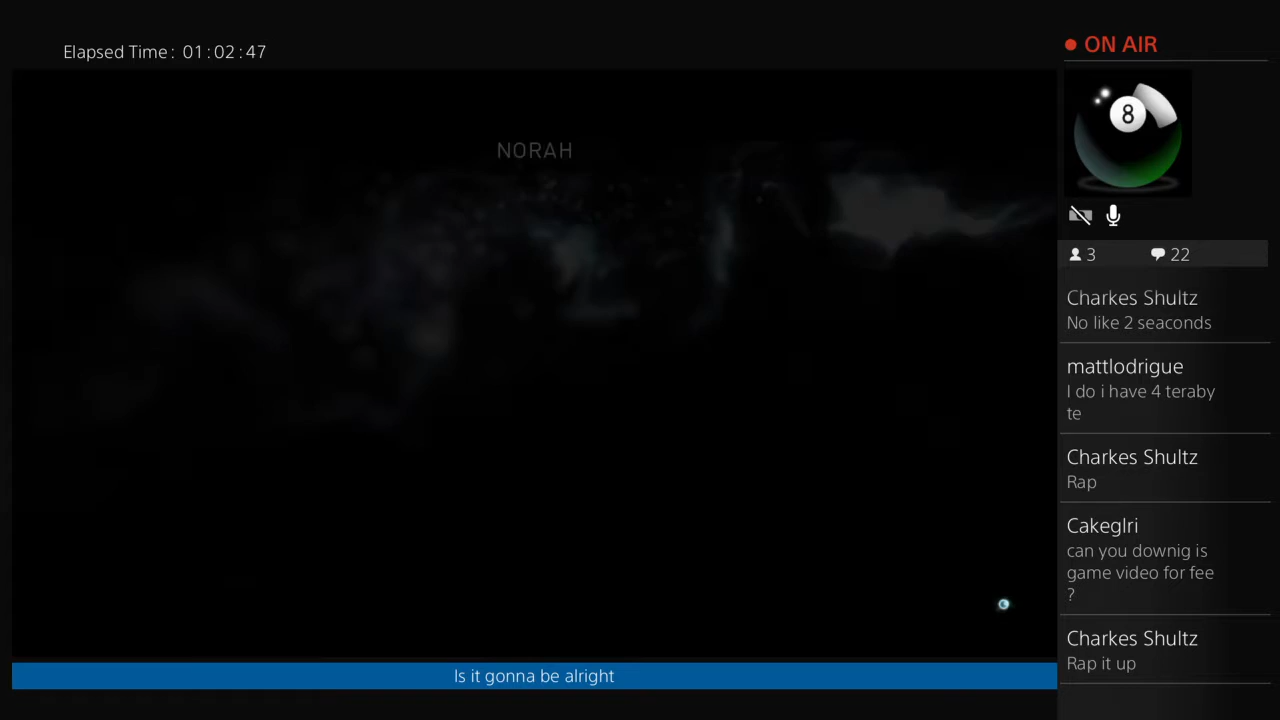 Elapsed Time: 01:02:47
NORAH
Is it gonna be alright
ON AIR
8
3
22
Charkes Shultz
No like 2 seaconds
mattlodrigue
I do i have 4 teraby
te
Charkes Shultz
Rap
Cakeglri
can you downig is
game video for fee
?
Charkes Shultz
Rap it up